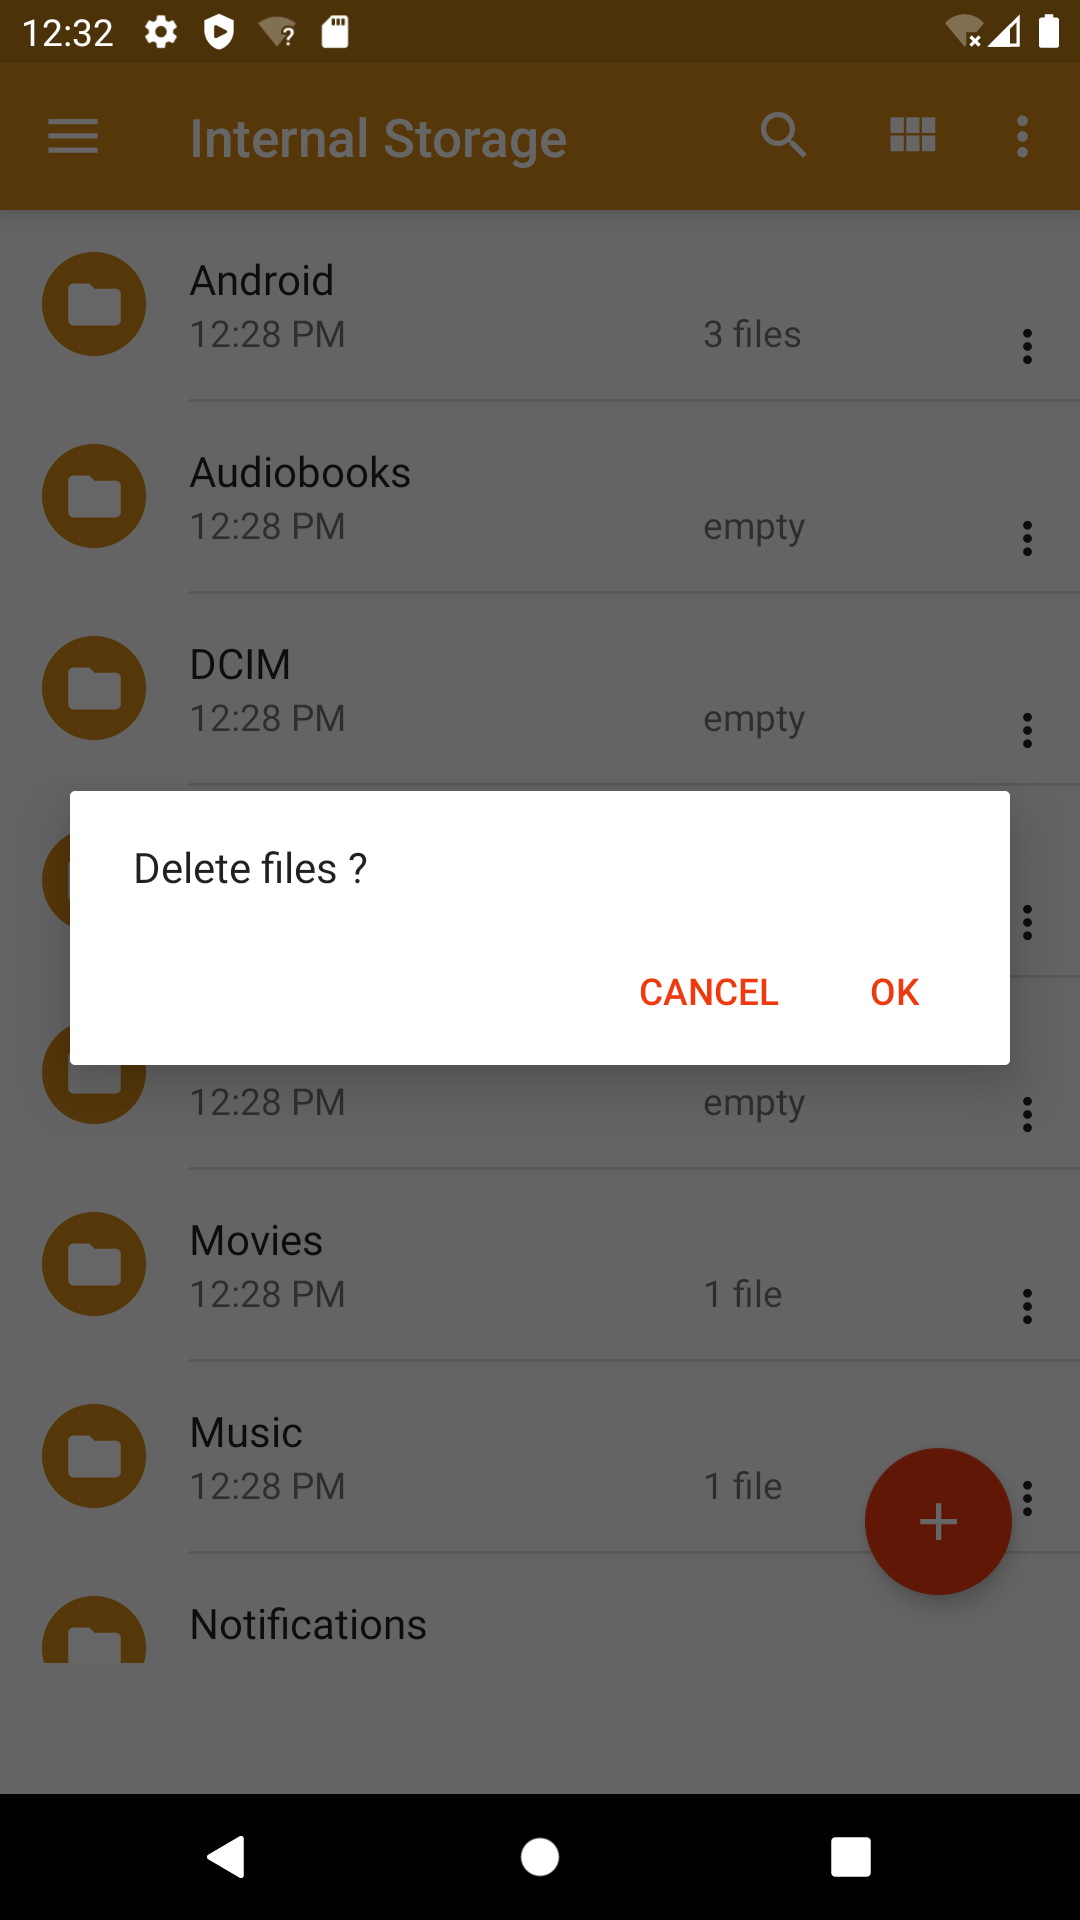 12:32
Internal Storage
Android
12:28 PM 3 files
Audiobooks
12:28 PM empty
DCIM
12:28 PM empty
Delete files ?
CANCEL OK
12:28 PM empty
Movies
12:28 PM 1 file
Music
12:28 PM 1 file
Notifications